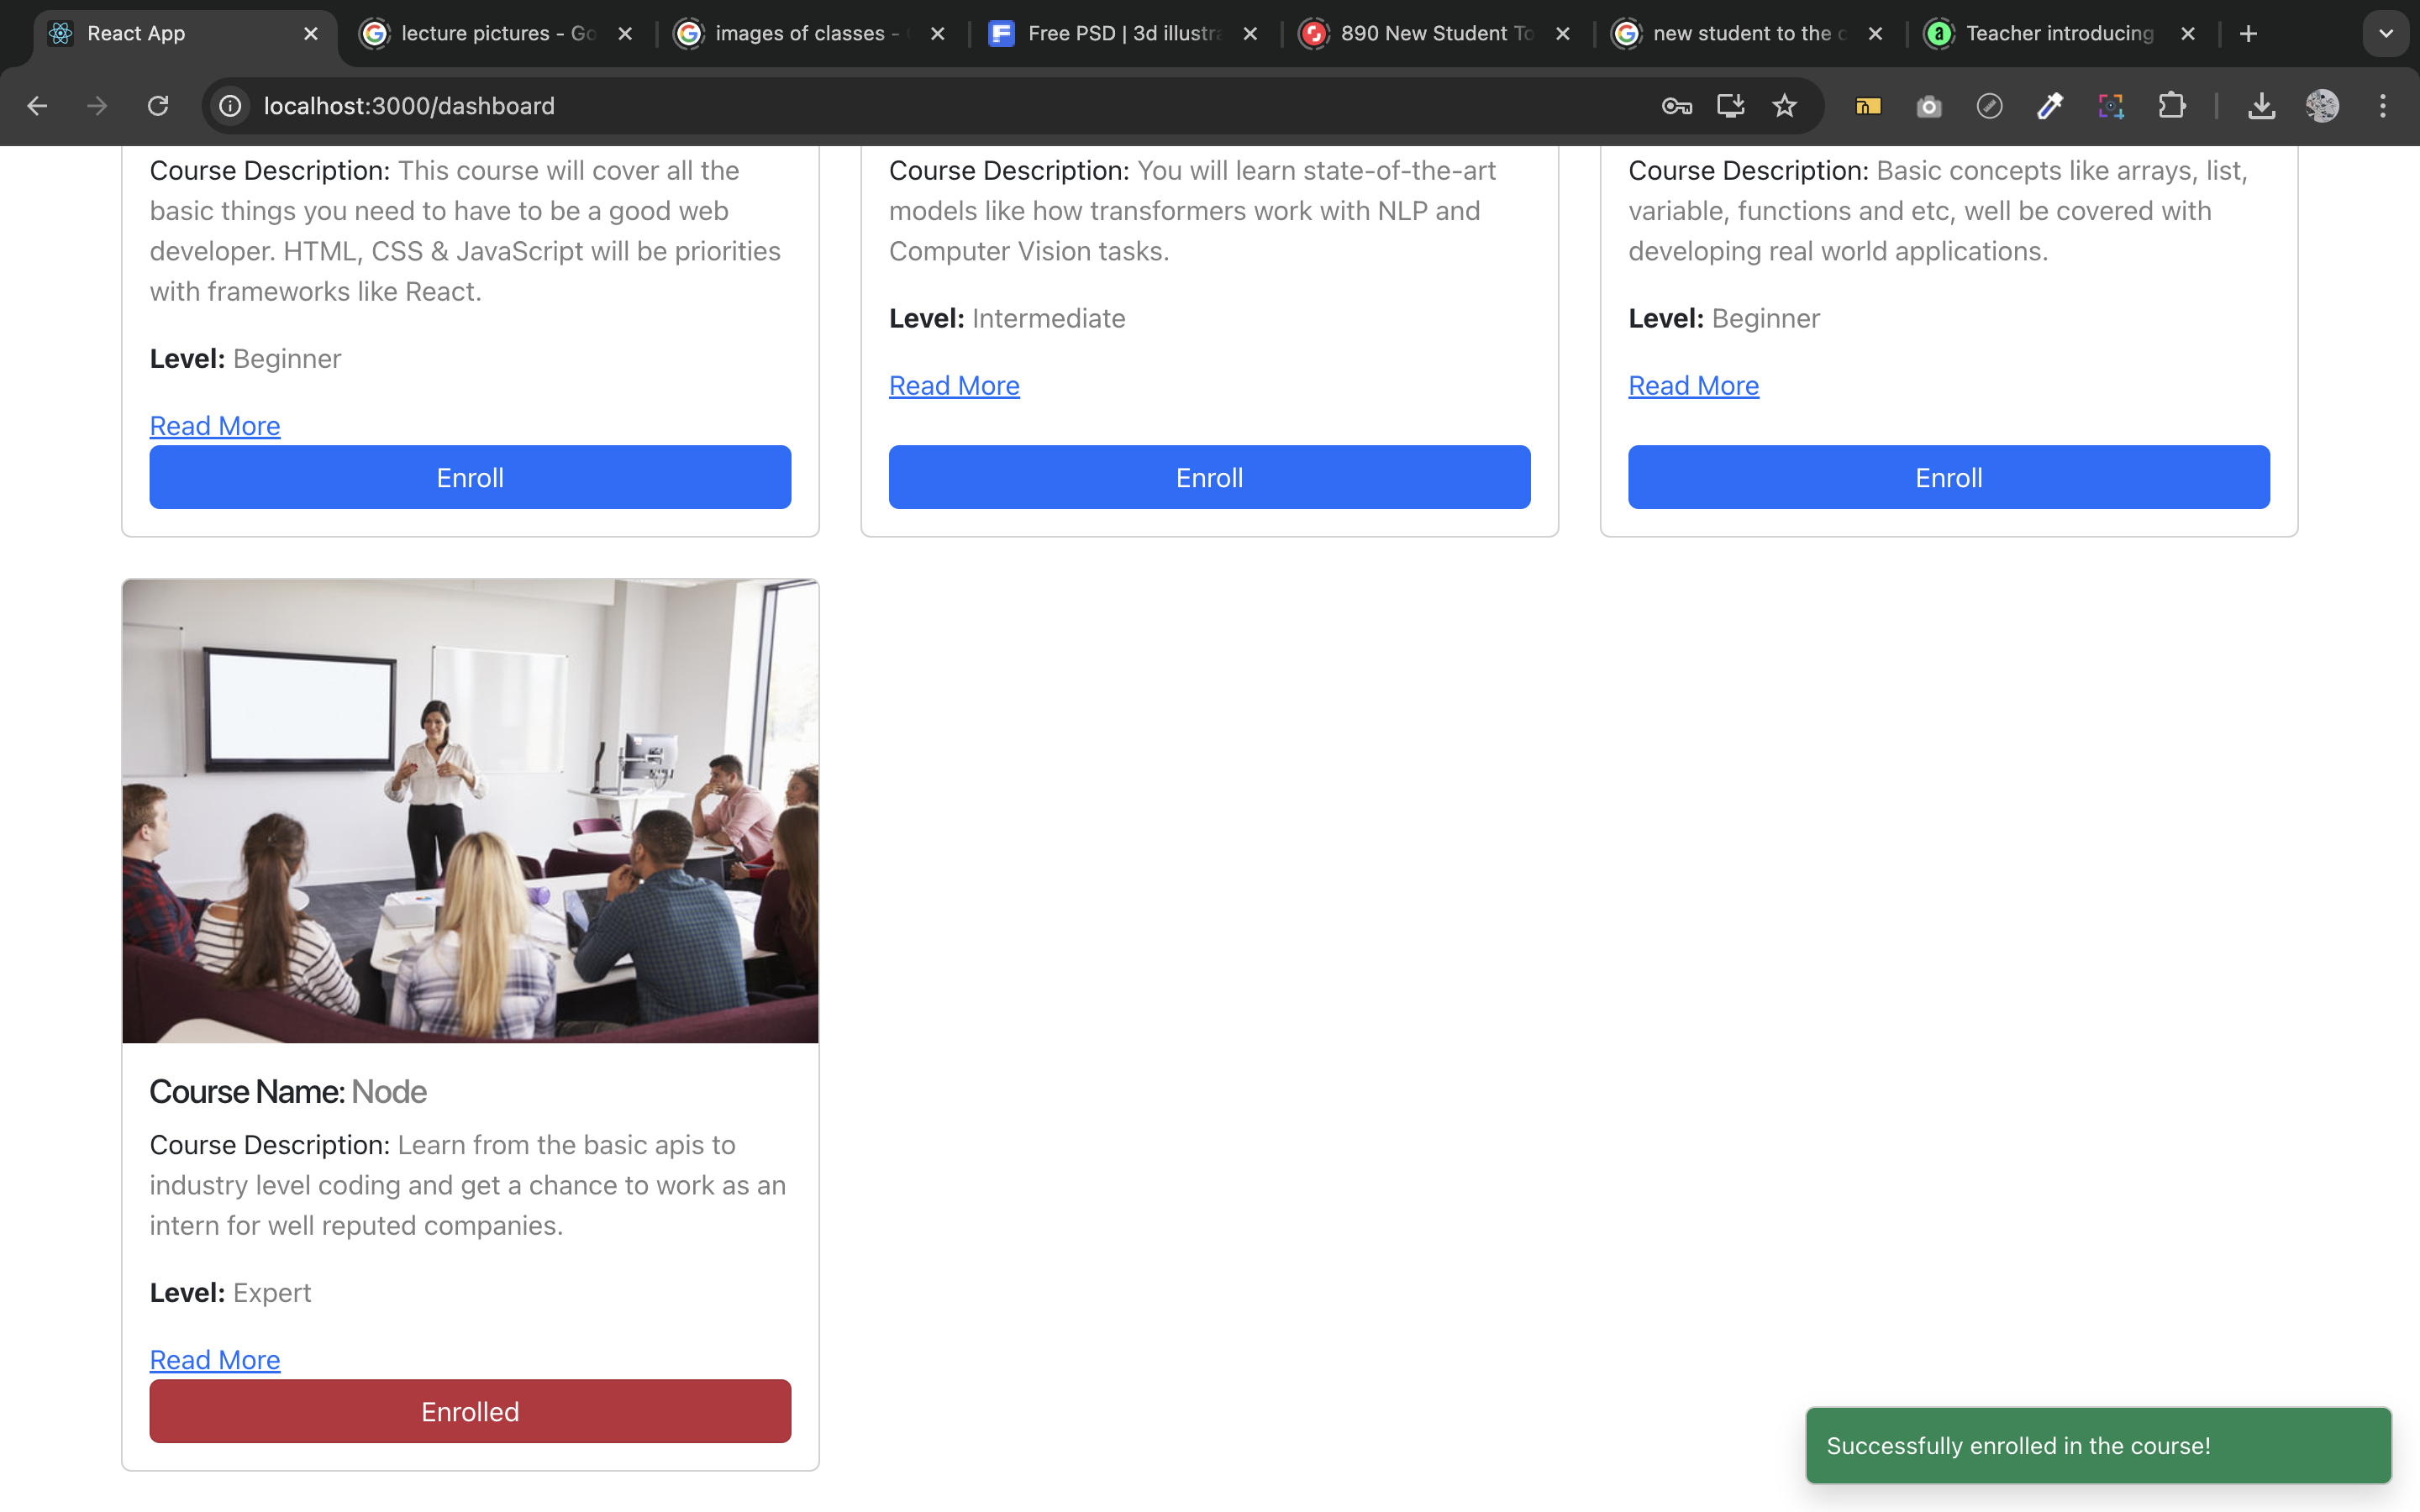 React App
lecture pictures - Go
images of classes -
Free PSD | 3d illustra
890 New Student To
new student to the c
Teacher introducing
localhost:3000/dashboard
Course Description: This course will cover all the
basic things you need to have to be a good web
developer. HTML, CSS & JavaScript will be priorities
with frameworks like React.
Level: Beginner
Read More
Enroll
Course Description: You will learn state-of-the-art
models like how transformers work with NLP and
Computer Vision tasks.
Level: Intermediate
Read More
Enroll
Course Description: Basic concepts like arrays, list,
variable, functions and etc, well be covered with
developing real world applications.
Level: Beginner
Read More
Enroll
Course Name: Node
Course Description: Learn from the basic apis to
industry level coding and get a chance to work as an
intern for well reputed companies.
Level: Expert
Read More
Enrolled
Successfully enrolled in the course!